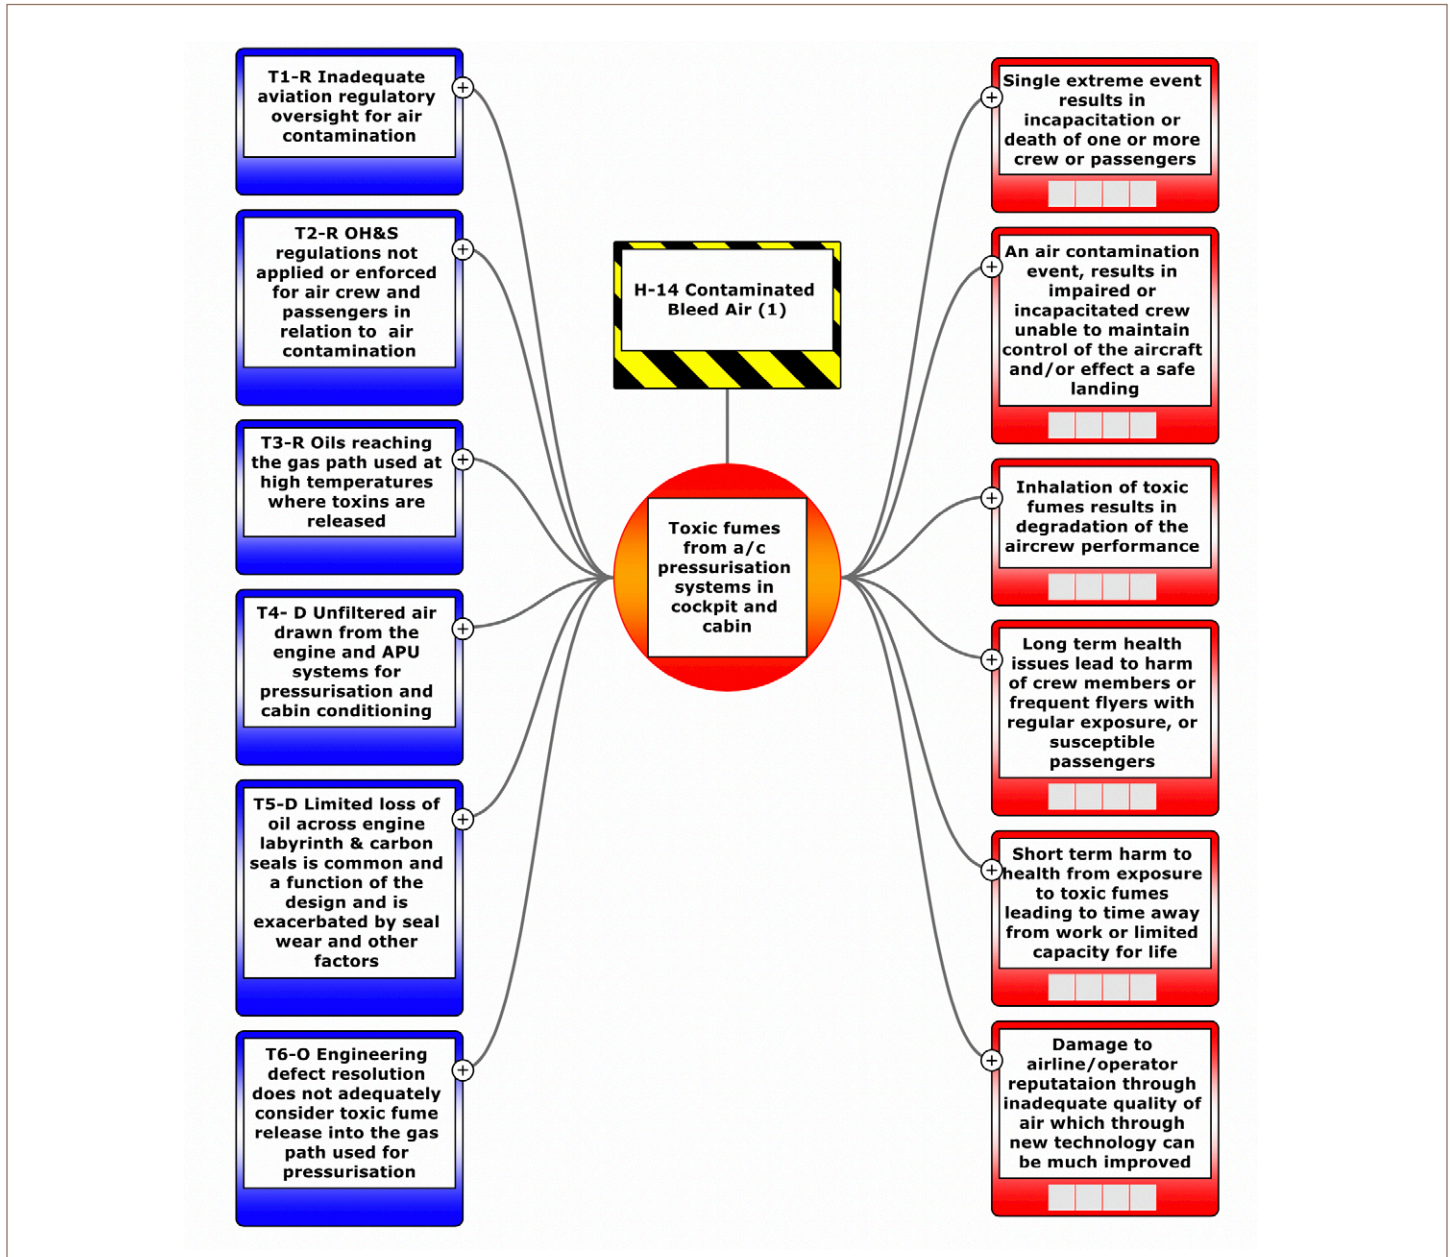 T1-R Inadequate
aviation regulatory
oversight for air
contamination
T2-R OH&S
regulations not
applied or enforced
for air crew and
passengers in
relation to air
contamination
T3-R Oils reaching
the gas path used at
high temperatures
where toxins are
released
T4- D Unfiltered air
drawn from the
engine and APU
systems for
pressurisation and
cabin conditioning
T5-D Limited loss of
oil across engine
labyrinth & carbon
seals is common and
a function of the
design and is
exacerbated by seal
wear and other
factors
T6-O Engineering
defect resolution
does not adequately
consider toxic fume
release into the gas
path used for
pressurisation
H-14 Contaminated
Bleed Air (1)
Toxic fumes
from a/c
pressurisation
systems in
cockpit and
cabin
Single extreme event
results in
incapacitation or
death of one or more
crew or passengers
An air contamination
event, results in
impaired or
incapacitated crew
unable to maintain
control of the aircraft
and/or effect a safe
landing
Inhalation of toxic
fumes results in
degradation of the
aircrew performance
Long term health
issues lead to harm
of crew members or
frequent flyers with
regular exposure, or
susceptible
passengers
Short term harm to
health from exposure
to toxic fumes
leading to time away
from work or limited
capacity for life
Damage to
airline/operator
reputataion through
inadequate quality of
air which through
new technology can
be much improved